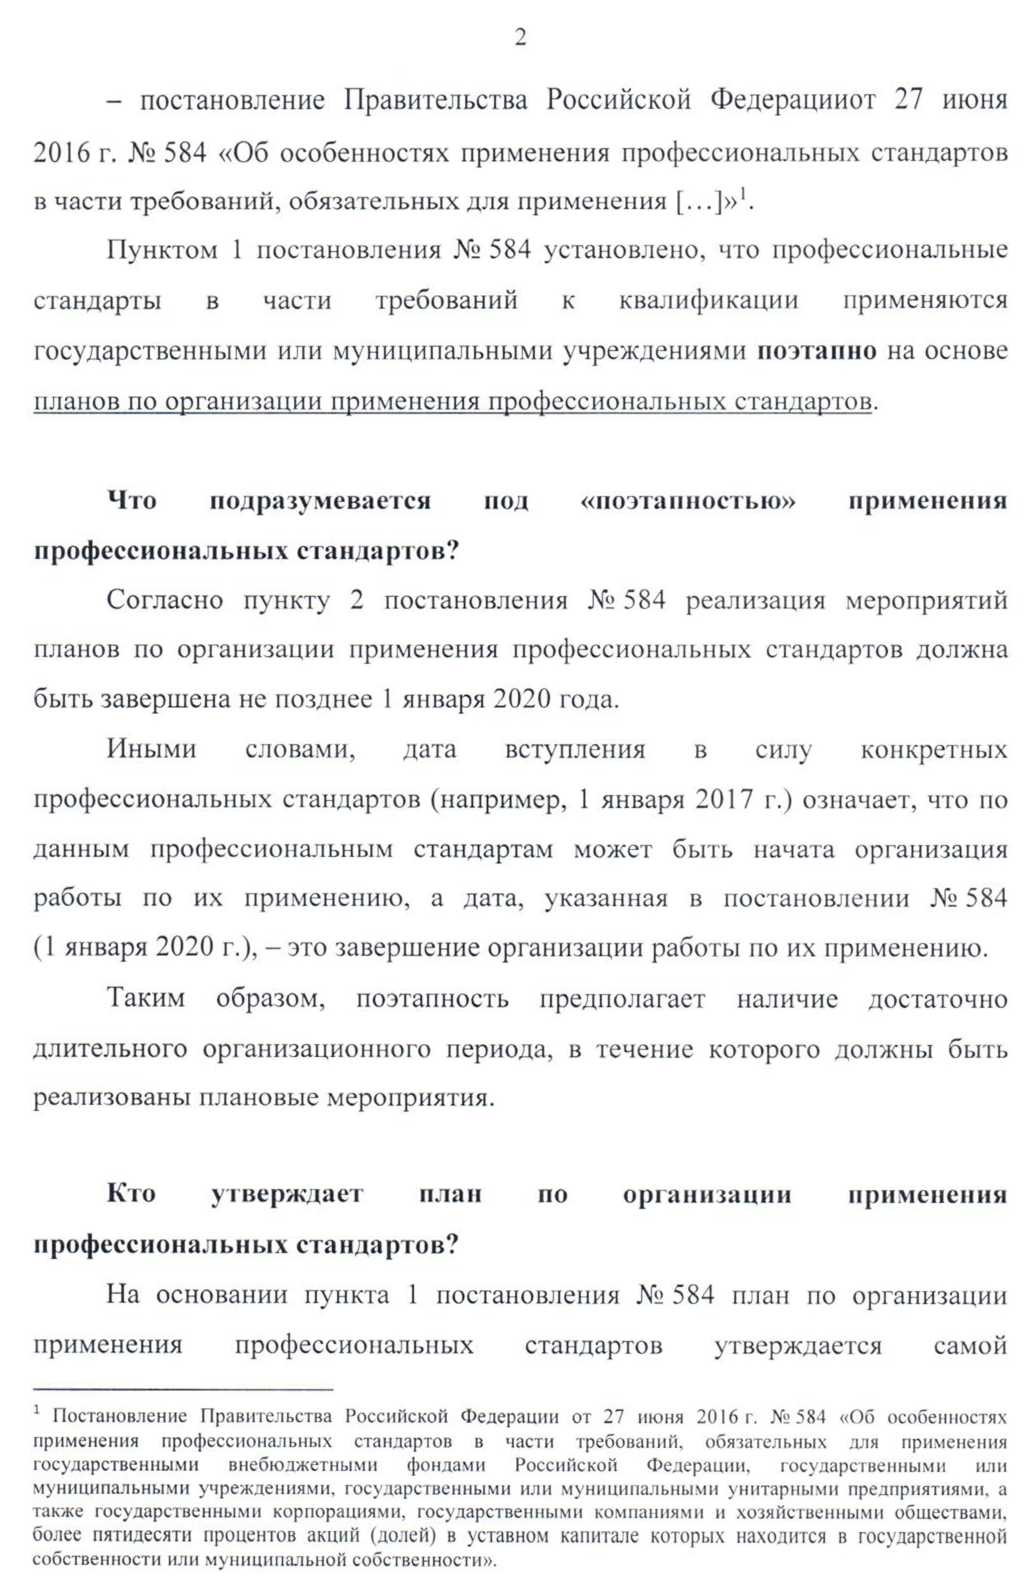 2
– постановление Правительства Российской Федерацииот 27 июня
2016 г. № 584 «Об особенностях применения профессиональных стандартов
в части требований, обязательных для применения […]»¹.
Пунктом 1 постановления № 584 установлено, что профессиональные
стандарты в части требований к квалификации применяются
государственными или муниципальными учреждениями поэтапно на основе
планов по организации применения профессиональных стандартов.
Что подразумевается под «поэтапностью» применения
профессиональных стандартов?
Согласно пункту 2 постановления № 584 реализация мероприятий
планов по организации применения профессиональных стандартов должна
быть завершена не позднее 1 января 2020 года.
Иными словами, дата вступления в силу конкретных
профессиональных стандартов (например, 1 января 2017 г.) означает, что по
данным профессиональным стандартам может быть начата организация
работы по их применению, а дата, указанная в постановлении № 584
(1 января 2020 г.), – это завершение организации работы по их применению.
Таким образом, поэтапность предполагает наличие достаточно
длительного организационного периода, в течение которого должны быть
реализованы плановые мероприятия.
Кто утверждает план по организации применения
профессиональных стандартов?
На основании пункта 1 постановления № 584 план по организации
применения профессиональных стандартов утверждается самой
¹ Постановление Правительства Российской Федерации от 27 июня 2016 г. № 584 «Об особенностях
применения профессиональных стандартов в части требований, обязательных для применения
государственными внебюджетными фондами Российской Федерации, государственными или
муниципальными учреждениями, государственными или муниципальными унитарными предприятиями, а
также государственными корпорациями, государственными компаниями и хозяйственными обществами,
более пятидесяти процентов акций (долей) в уставном капитале которых находится в государственной
собственности или муниципальной собственности».